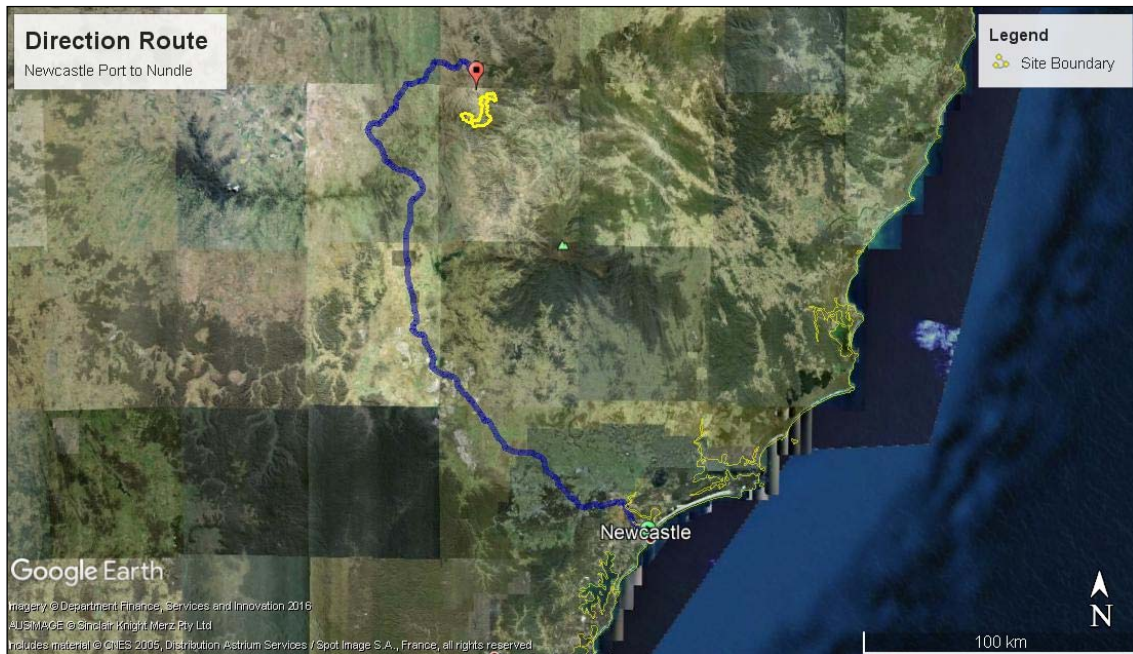 Direction Route
Newcastle Port to Nundle
Legend
Site Boundary
Newcastle
Google Earth
Imagery © Department Finance, Services and Innovation 2016
AUSIMAGE © Sinclair Knight Merz Pty Ltd
Includes material © CNES 2005, Distribution Astrium Services / Spot Image S.A., France, all rights reserved
N
100 km